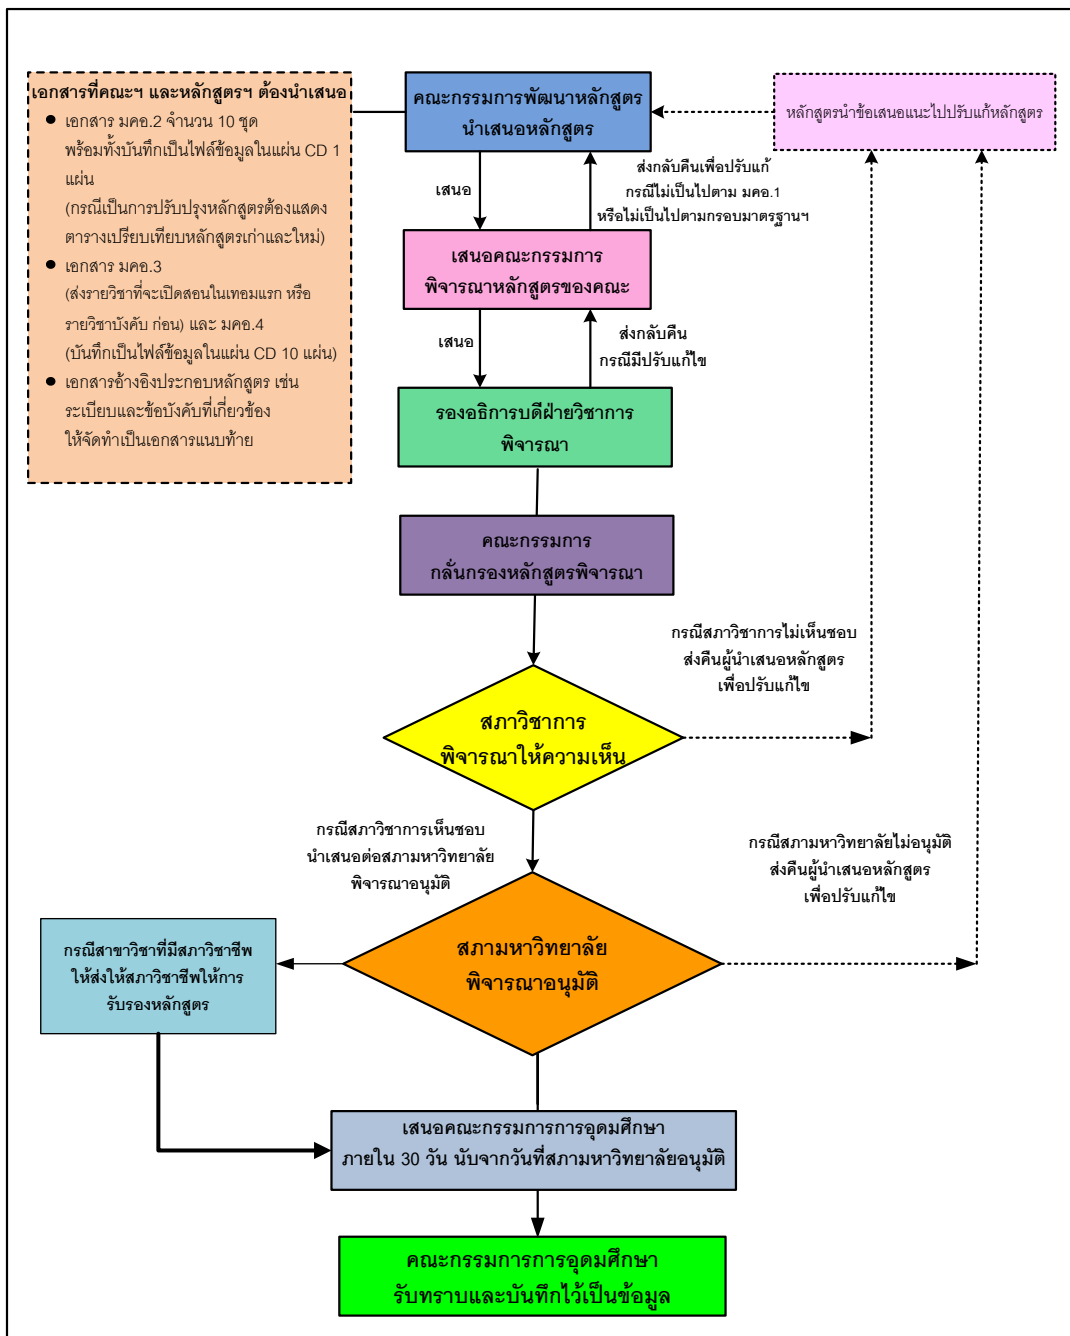 เอกสารที่คณะฯ และหลักสูตรฯ ต้องนำเสนอ
● เอกสาร มคอ.2 จำนวน 10 ชุด
พร้อมทั้งบันทึกเป็นไฟล์ข้อมูลในแผ่น CD 1
แผ่น
(กรณีเป็นการปรับปรุงหลักสูตรต้องแสดง
ตารางเปรียบเทียบหลักสูตรเก่าและใหม่)
● เอกสาร มคอ.3
(ส่งรายวิชาที่จะเปิดสอนในเทอมแรก หรือ
รายวิชาบังคับ ก่อน) และ มคอ.4
(บันทึกเป็นไฟล์ข้อมูลในแผ่น CD 10 แผ่น)
● เอกสารอ้างอิงประกอบหลักสูตร เช่น
ระเบียบและข้อบังคับที่เกี่ยวข้อง
ให้จัดทำเป็นเอกสารแนบท้าย
คณะกรรมการพัฒนาหลักสูตร
นำเสนอหลักสูตร
หลักสูตรนำข้อเสนอแนะไปปรับแก้หลักสูตร
เสนอ
ส่งกลับคืนเพื่อปรับแก้
กรณีไม่เป็นไปตาม มคอ.1
หรือไม่เป็นไปตามกรอบมาตรฐานฯ
เสนอคณะกรรมการ
พิจารณาหลักสูตรของคณะ
เสนอ
ส่งกลับคืน
กรณีมีปรับแก้ไข
รองอธิการบดีฝ่ายวิชาการ
พิจารณา
คณะกรรมการ
กลั่นกรองหลักสูตรพิจารณา
กรณีสภาวิชาการไม่เห็นชอบ
ส่งคืนผู้นำเสนอหลักสูตร
เพื่อปรับแก้ไข
สภาวิชาการ
พิจารณาให้ความเห็น
กรณีสภาวิชาการเห็นชอบ
นำเสนอต่อสภามหาวิทยาลัย
พิจารณาอนุมัติ
กรณีสภามหาวิทยาลัยไม่อนุมัติ
ส่งคืนผู้นำเสนอหลักสูตร
เพื่อปรับแก้ไข
สภามหาวิทยาลัย
พิจารณาอนุมัติ
กรณีสาขาวิชาที่มีสภาวิชาชีพ
ให้ส่งให้สภาวิชาชีพให้การ
รับรองหลักสูตร
เสนอคณะกรรมการการอุดมศึกษา
ภายใน 30 วัน นับจากวันที่สภามหาวิทยาลัยอนุมัติ
คณะกรรมการการอุดมศึกษา
รับทราบและบันทึกไว้เป็นข้อมูล